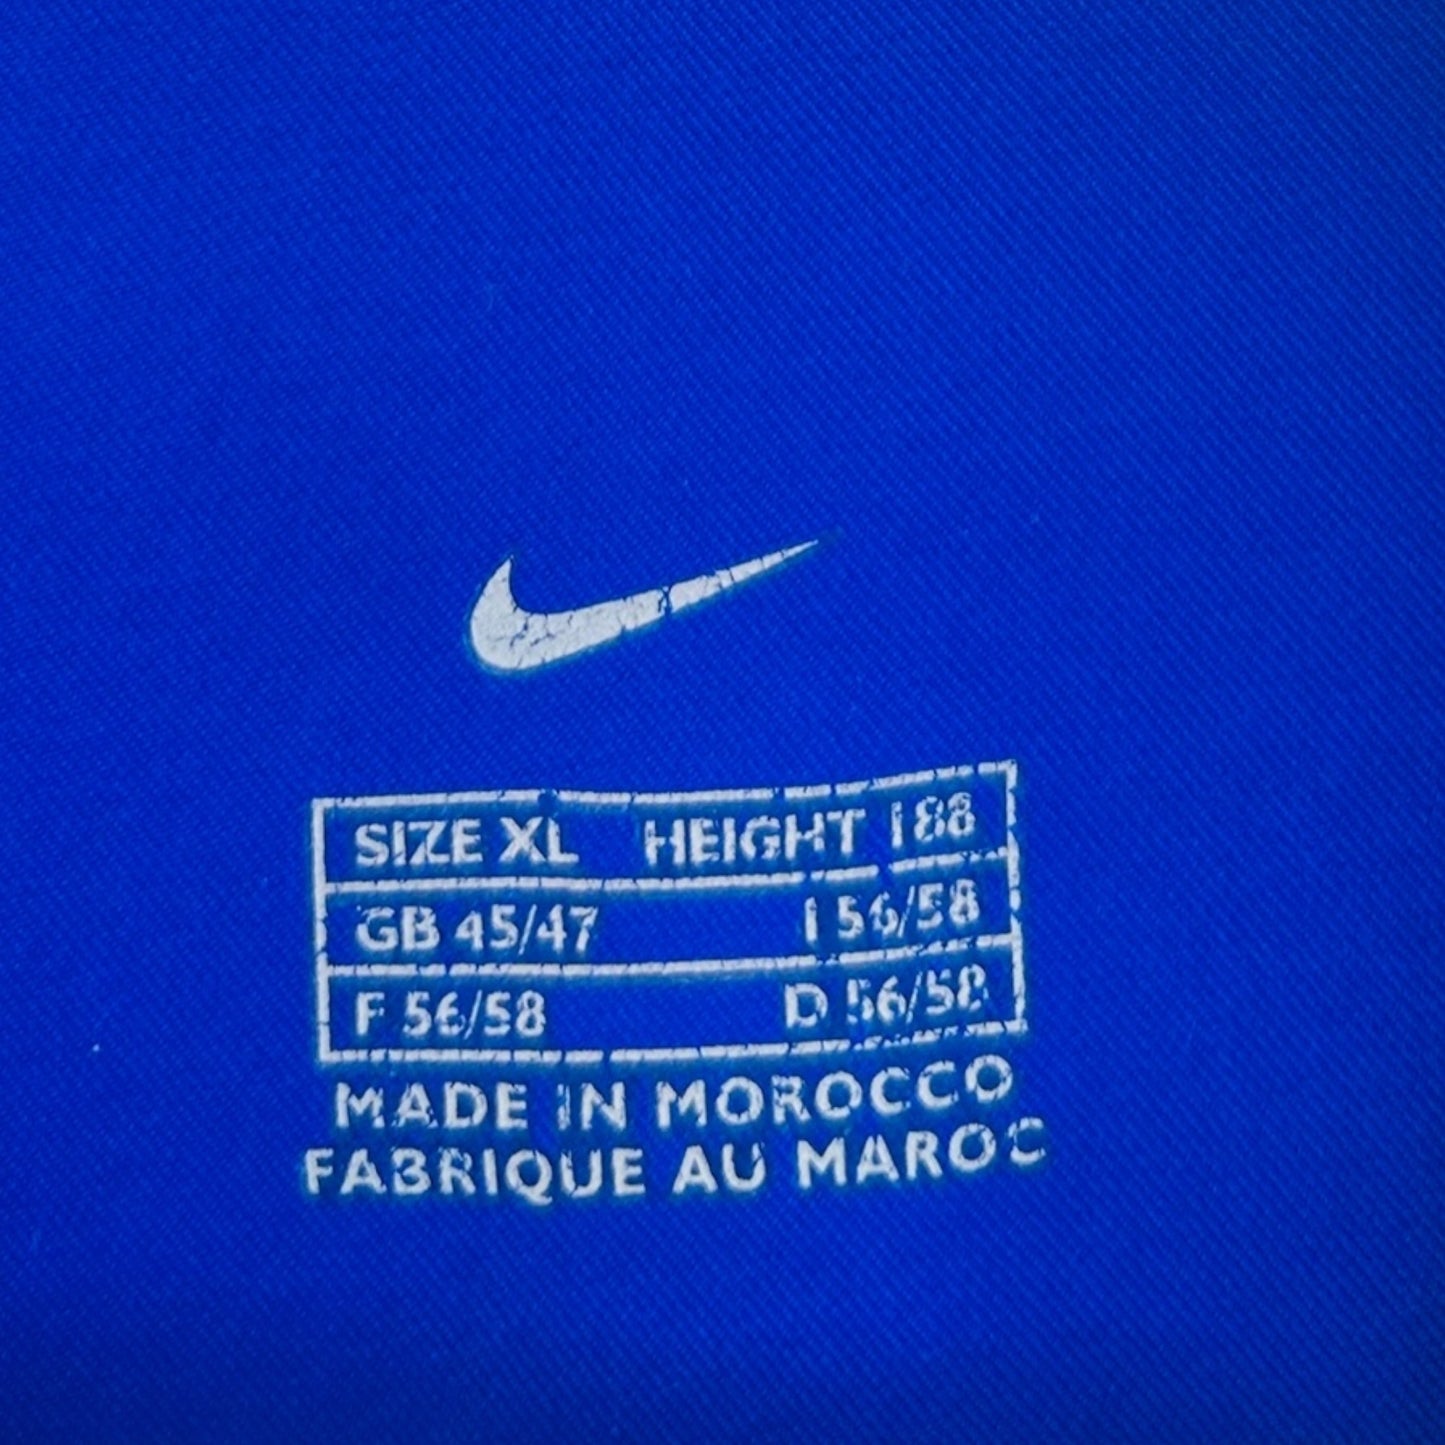 SIZE XL HEIGHT 188
GB 45/47 I 56/58
F 56/58 D 56/58
MADE IN MOROCCO
FABRIQUE AU MAROC